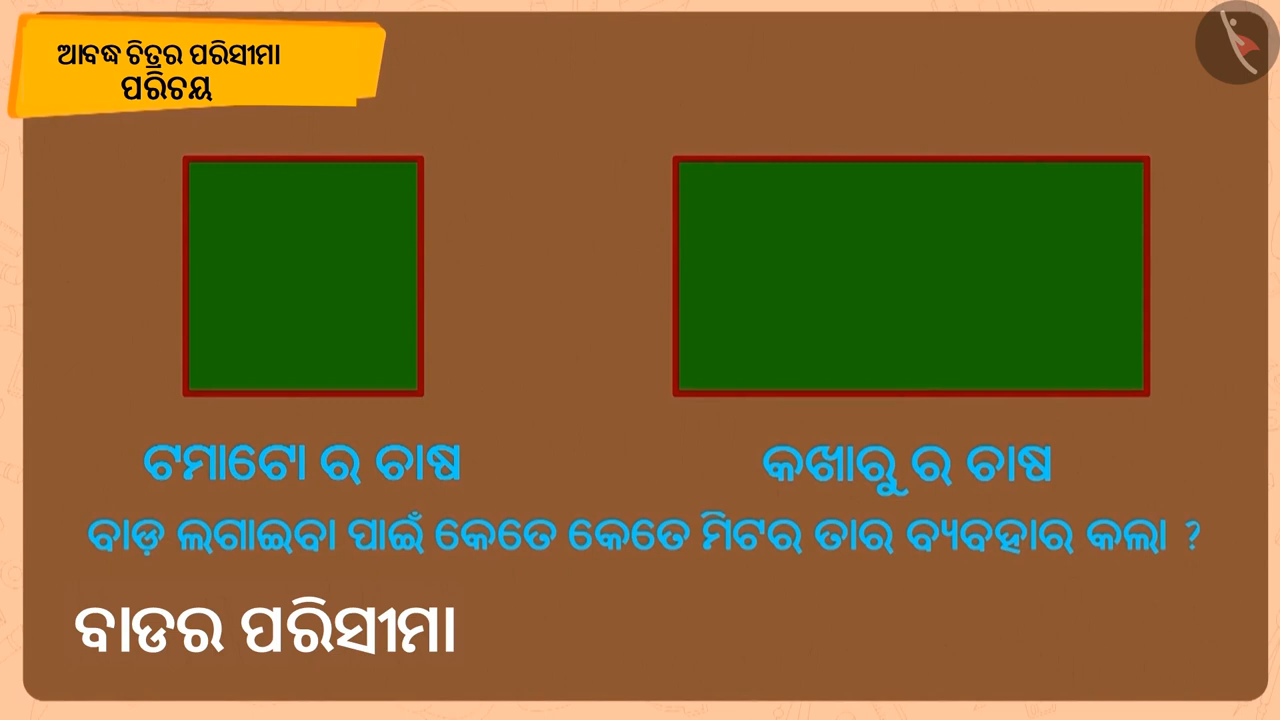 ଆବଦ୍ଧ ଚିତ୍ରର ପରିସୀମା
ପରିଚୟ
ଟମାଟୋ ର ଚାଷ
କଖାରୁ ର ଚାଷ
ବାଡ଼ ଲଗାଇବା ପାଇଁ କେତେ କେତେ ମିଟର ତାର ବ୍ୟବହାର କଲା ?
ବାଡର ପରିସୀମା